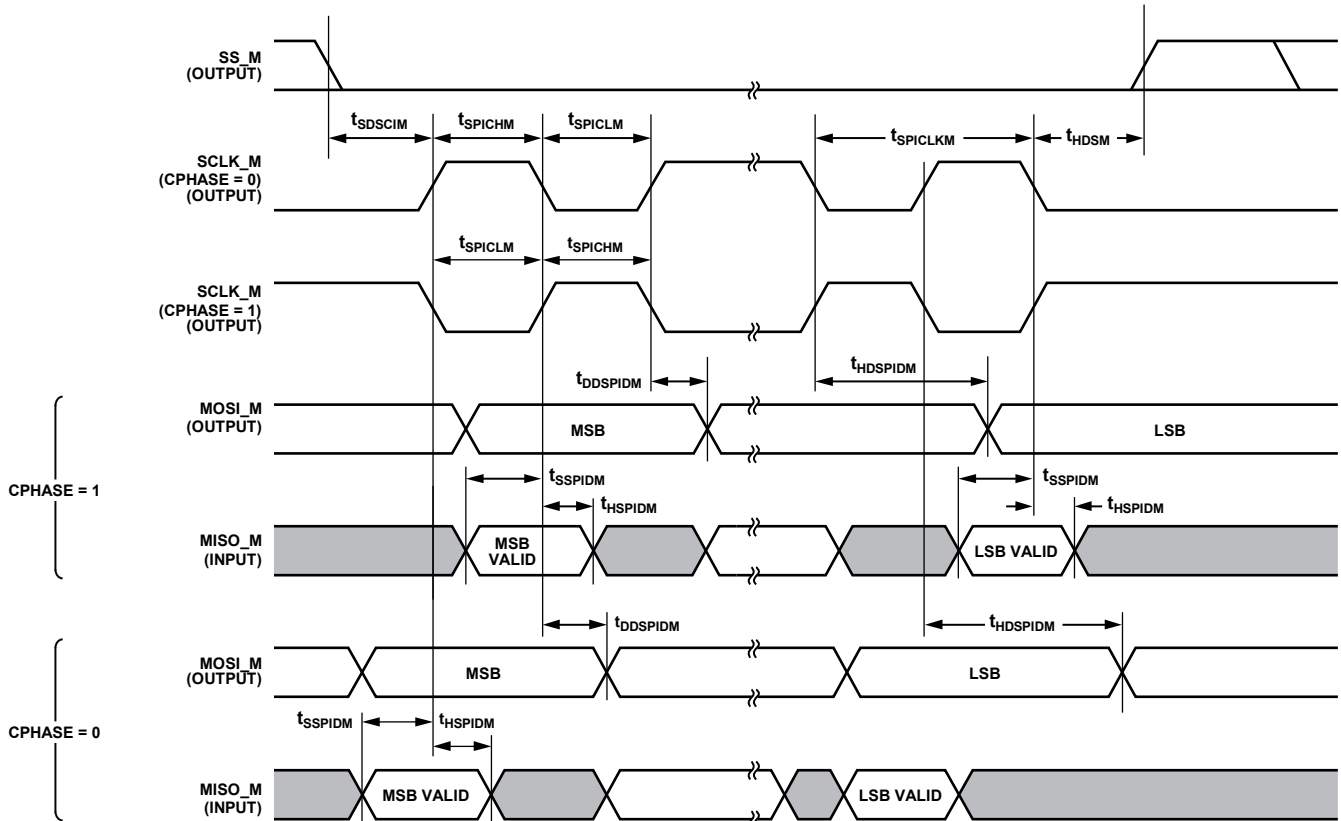 SS_M
(OUTPUT)
tSDSCIM tSPICHM tSPICLM tSPICLKM tHDSM
SCLK_M
(CPHASE = 0)
(OUTPUT)
tSPICLM tSPICHM
SCLK_M
(CPHASE = 1)
(OUTPUT)
tDDSPIDM tHDSPIDM
MOSI_M
(OUTPUT)
MSB LSB
CPHASE = 1
tSSPIDM tSSPIDM
tHSPIDM tHSPIDM
MISO_M
(INPUT)
MSB
VALID
LSB VALID
tDDSPIDM tHDSPIDM
MOSI_M
(OUTPUT)
MSB LSB
CPHASE = 0
tSSPIDM tHSPIDM
MISO_M
(INPUT)
MSB VALID LSB VALID